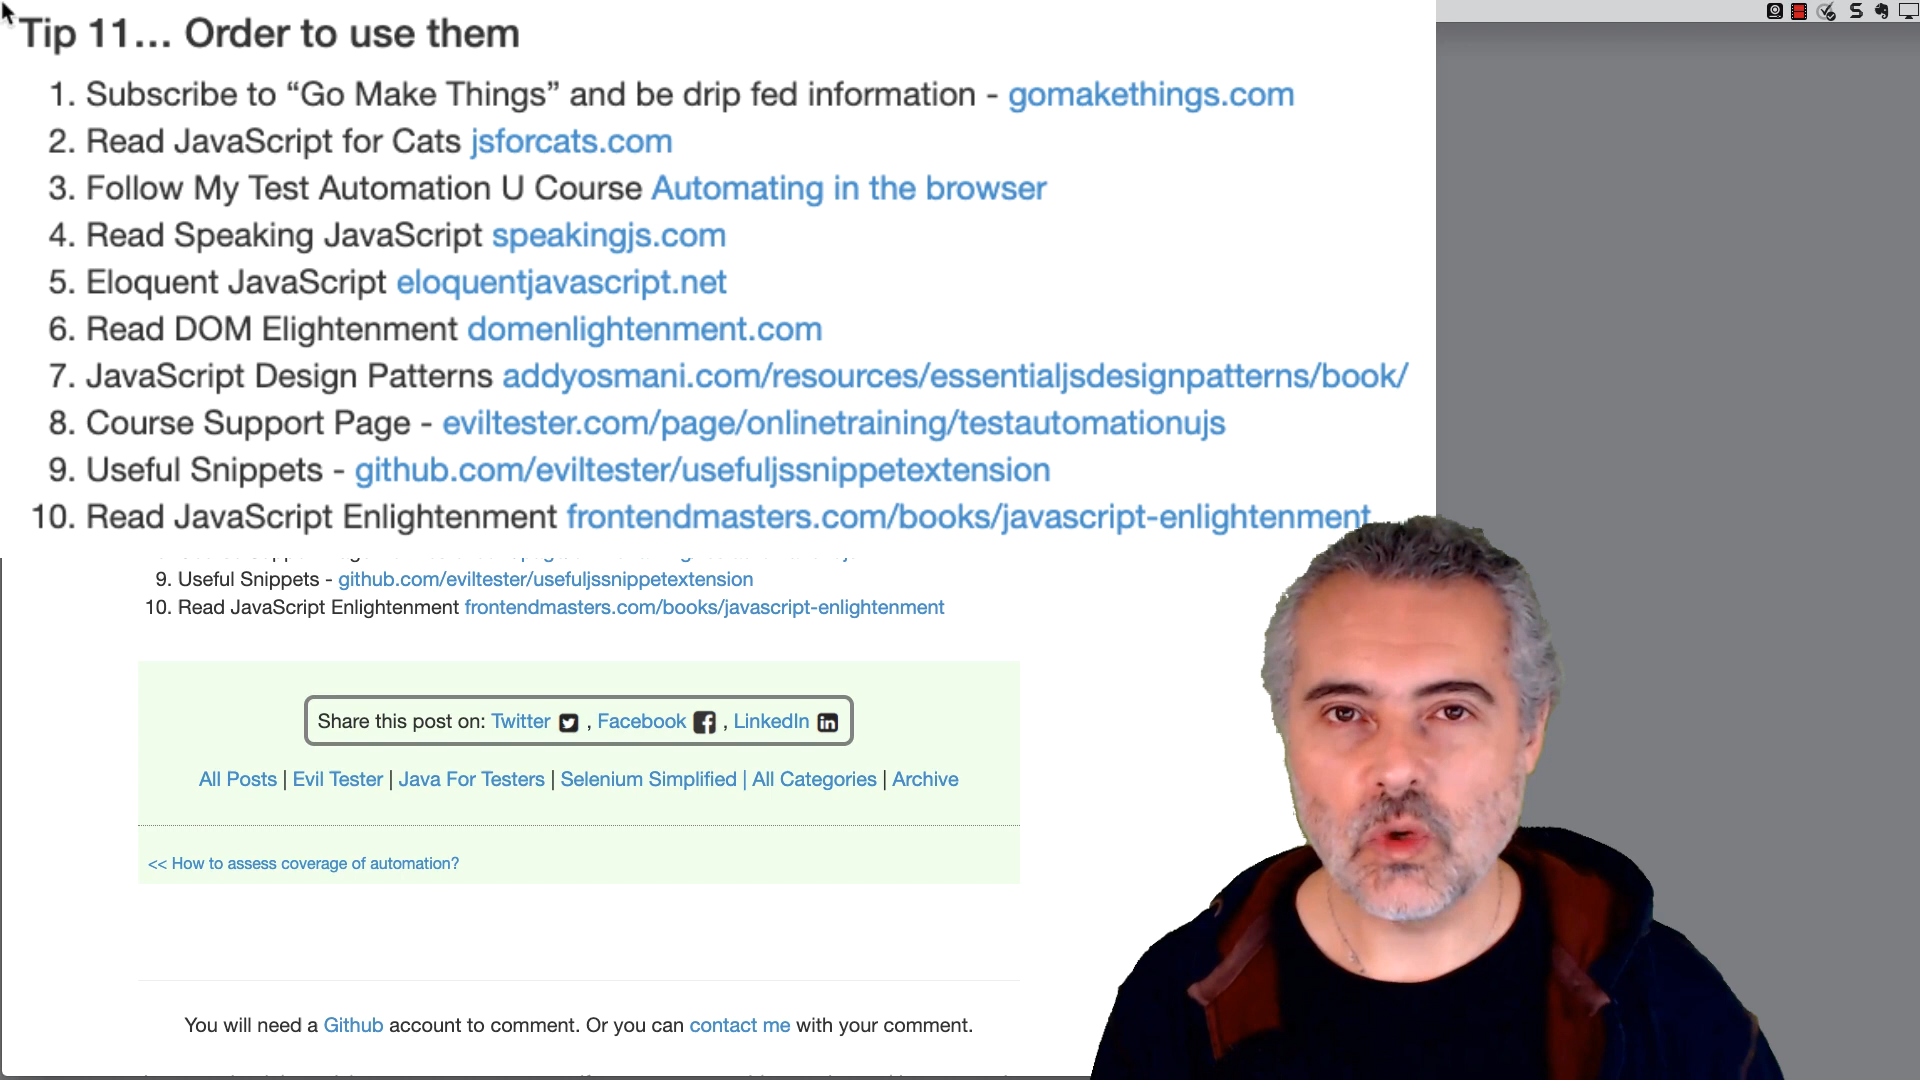 Tip 11... Order to use them
1. Subscribe to “Go Make Things” and be drip fed information - gomakethings.com
2. Read JavaScript for Cats jsforcats.com
3. Follow My Test Automation U Course Automating in the browser
4. Read Speaking JavaScript speakingjs.com
5. Eloquent JavaScript eloquentjavascript.net
6. Read DOM Elightenment domenlightenment.com
7. JavaScript Design Patterns addyosmani.com/resources/essentialjsdesignpatterns/book/
8. Course Support Page - eviltester.com/page/onlinetraining/testautomationujs
9. Useful Snippets - github.com/eviltester/usefuljssnippetextension
10. Read JavaScript Enlightenment frontendmasters.com/books/javascript-enlightenment
9. Useful Snippets - github.com/eviltester/usefuljssnippetextension
10. Read JavaScript Enlightenment frontendmasters.com/books/javascript-enlightenment
Share this post on: Twitter , Facebook , LinkedIn
All Posts | Evil Tester | Java For Testers | Selenium Simplified | All Categories | Archive
<< How to assess coverage of automation?
You will need a Github account to comment. Or you can contact me with your comment.